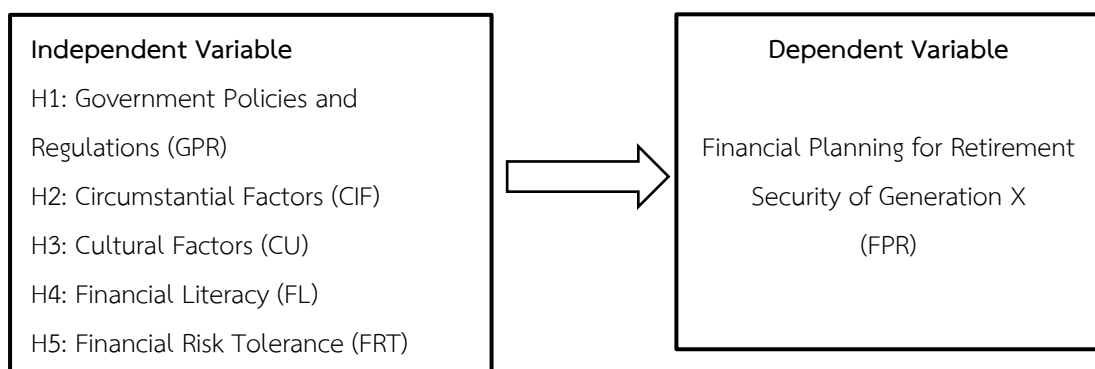 Independent Variable
H1: Government Policies and
Regulations (GPR)
H2: Circumstantial Factors (CIF)
H3: Cultural Factors (CU)
H4: Financial Literacy (FL)
H5: Financial Risk Tolerance (FRT)
Dependent Variable
Financial Planning for Retirement
Security of Generation X
(FPR)